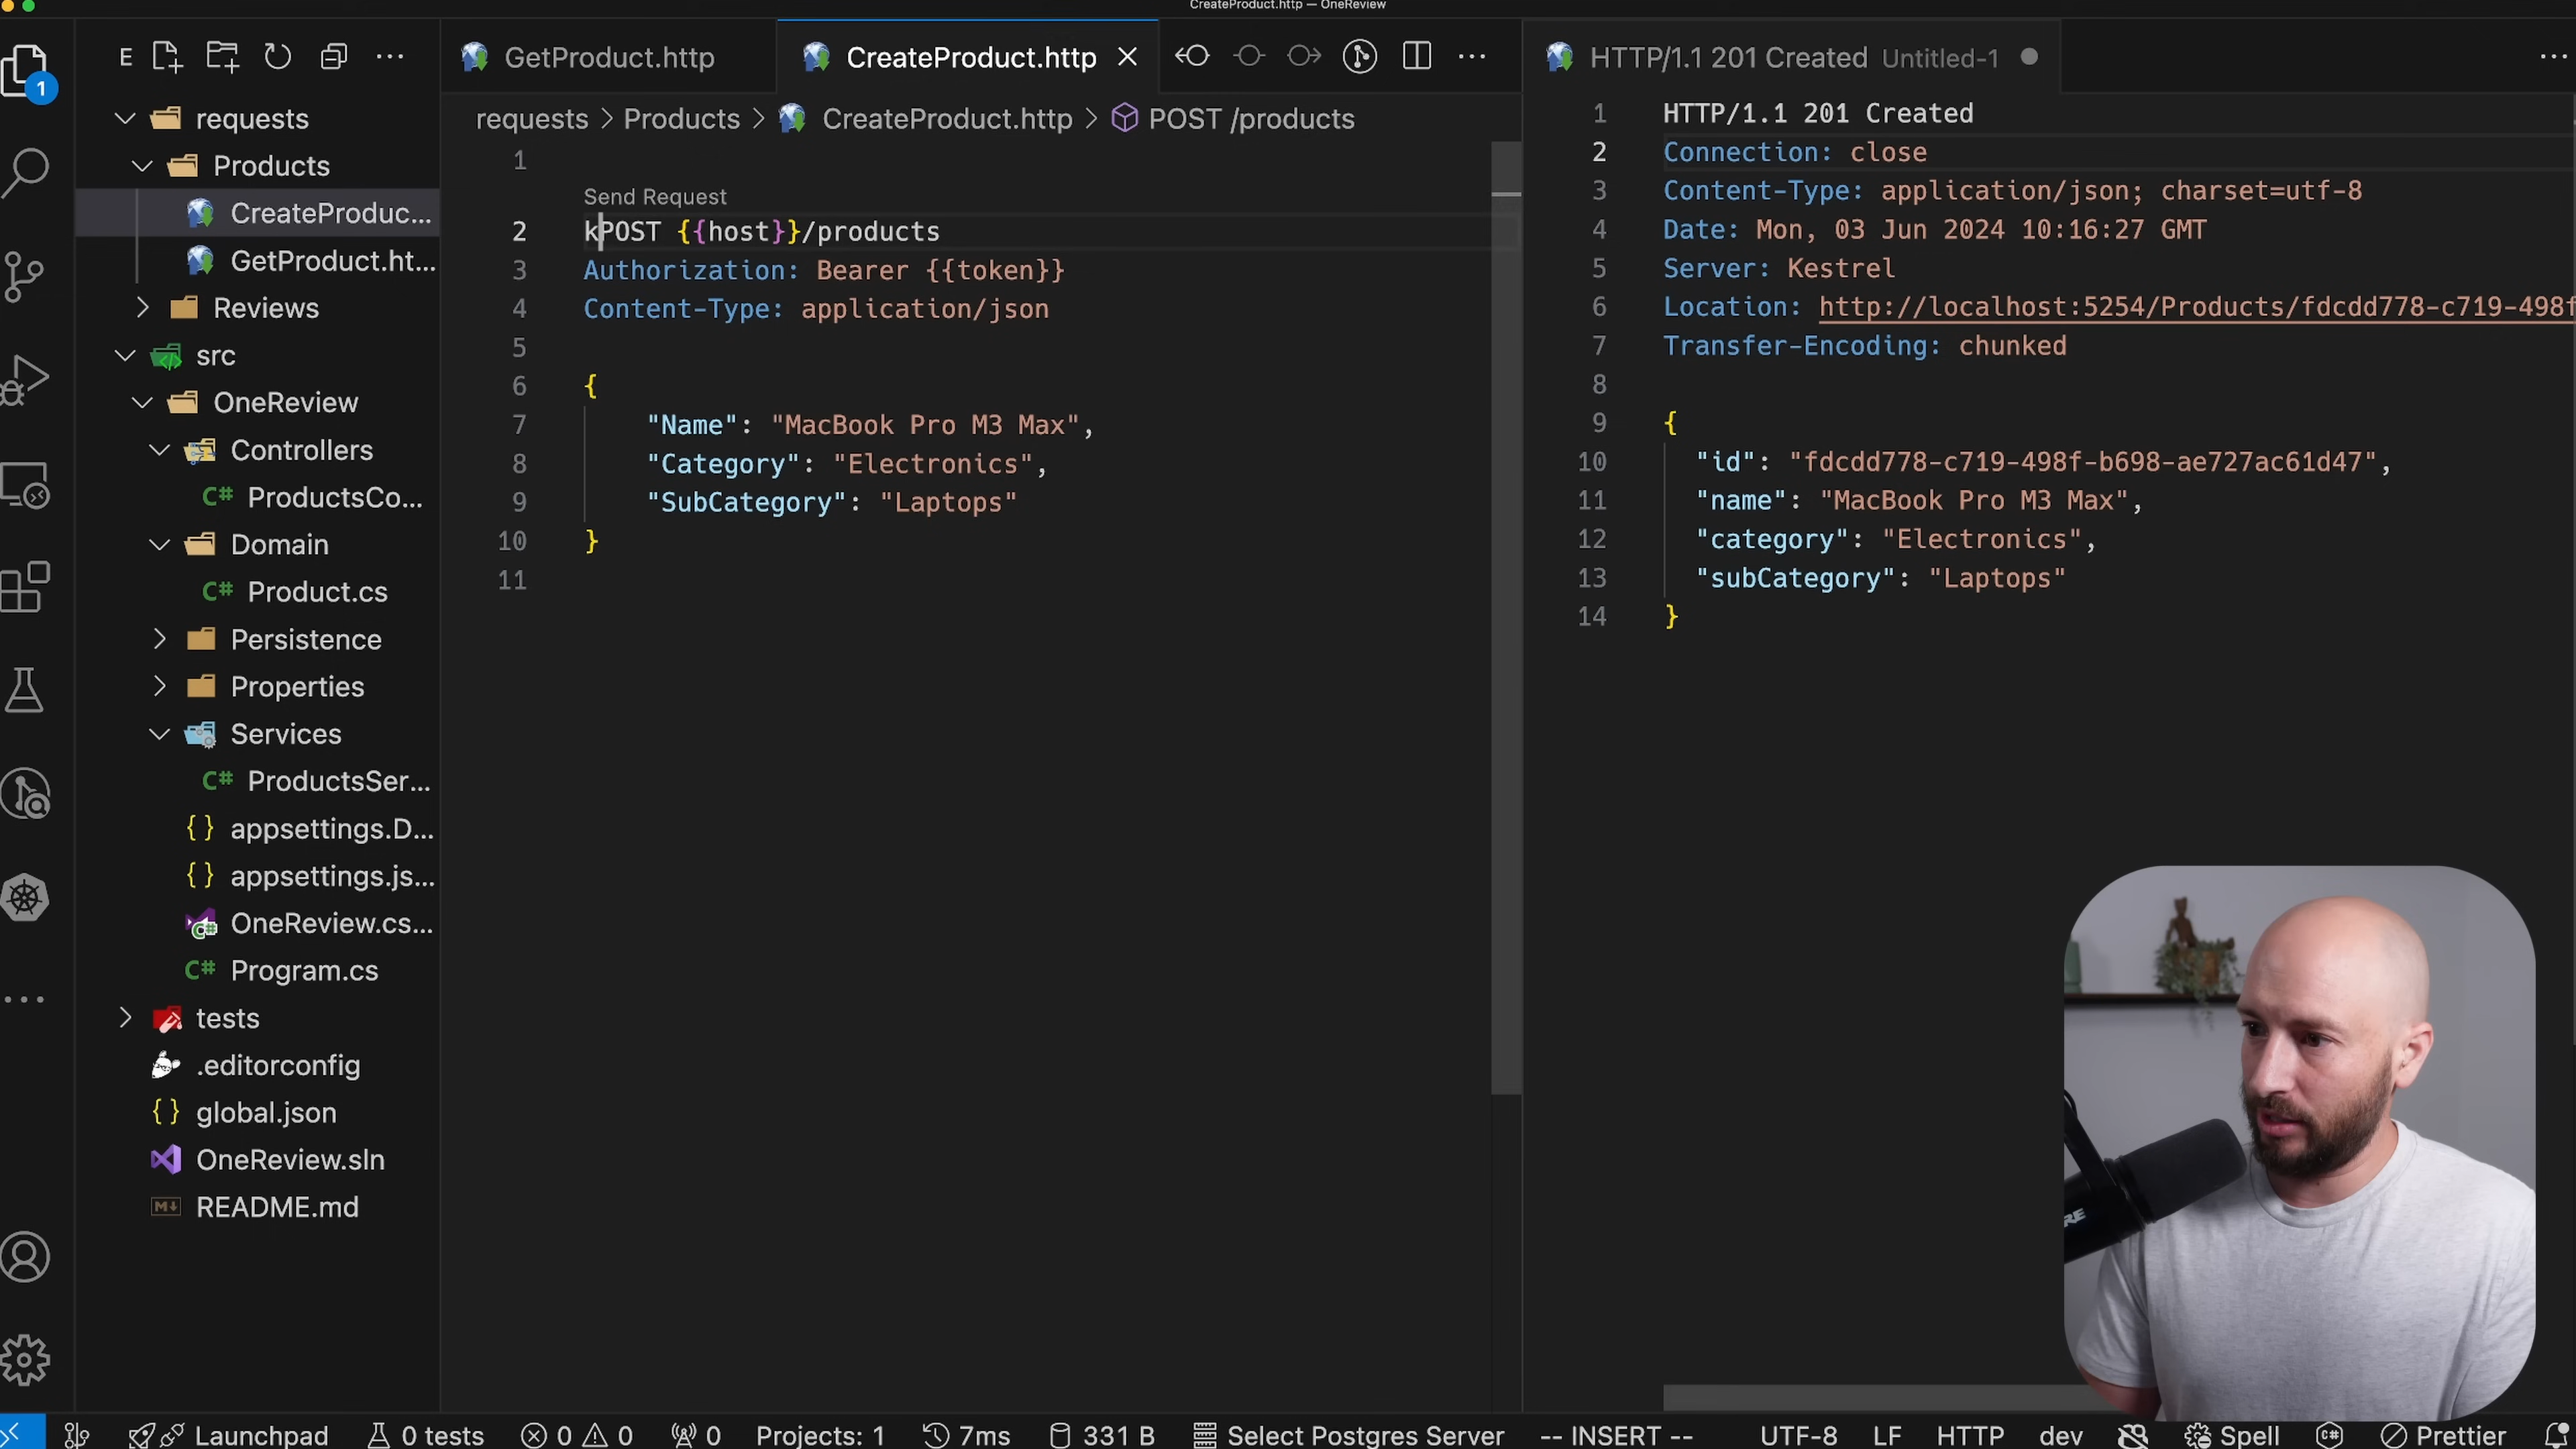 CreateProduct.http — OneReview
E
1
requests
Products
CreateProduc...
GetProduct.ht...
Reviews
src
OneReview
Controllers
C# ProductsCo...
Domain
C# Product.cs
Persistence
Properties
Services
C# ProductsSer...
{} appsettings.D...
{} appsettings.js...
OneReview.cs...
C# Program.cs
tests
.editorconfig
{} global.json
OneReview.sln
README.md
GetProduct.http
CreateProduct.http
requests > Products > CreateProduct.http > POST /products
1
Send Request
2 kPOST {{host}}/products
3 Authorization: Bearer {{token}}
4 Content-Type: application/json
5
6 {
7 "Name": "MacBook Pro M3 Max",
8 "Category": "Electronics",
9 "SubCategory": "Laptops"
10 }
11
HTTP/1.1 201 Created Untitled-1
1 HTTP/1.1 201 Created
2 Connection: close
3 Content-Type: application/json; charset=utf-8
4 Date: Mon, 03 Jun 2024 10:16:27 GMT
5 Server: Kestrel
6 Location: http://localhost:5254/Products/fdcdd778-c719-498f
7 Transfer-Encoding: chunked
8
9 {
10 "id": "fdcdd778-c719-498f-b698-ae727ac61d47",
11 "name": "MacBook Pro M3 Max",
12 "category": "Electronics",
13 "subCategory": "Laptops"
14 }
Launchpad 0 tests 0 0 0 Projects: 1 7ms 331 B Select Postgres Server -- INSERT -- UTF-8 LF HTTP dev Spell Prettier